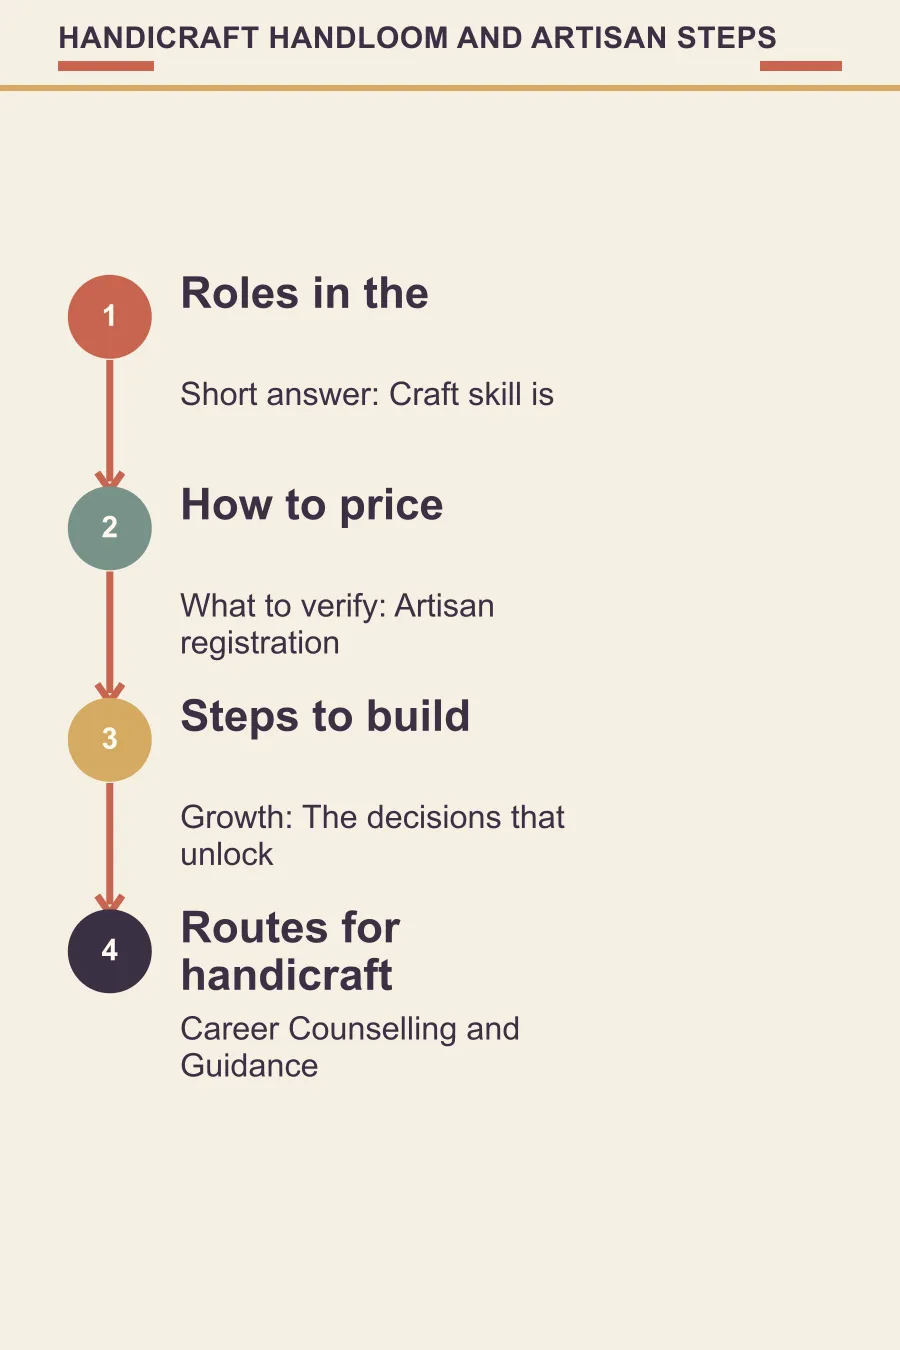 HANDICRAFT HANDLOOM AND ARTISAN STEPS
1
Roles in the
Short answer: Craft skill is
2
How to price
What to verify: Artisan
registration
3
Steps to build
Growth: The decisions that
unlock
4
Routes for
handicraft
Career Counselling and
Guidance